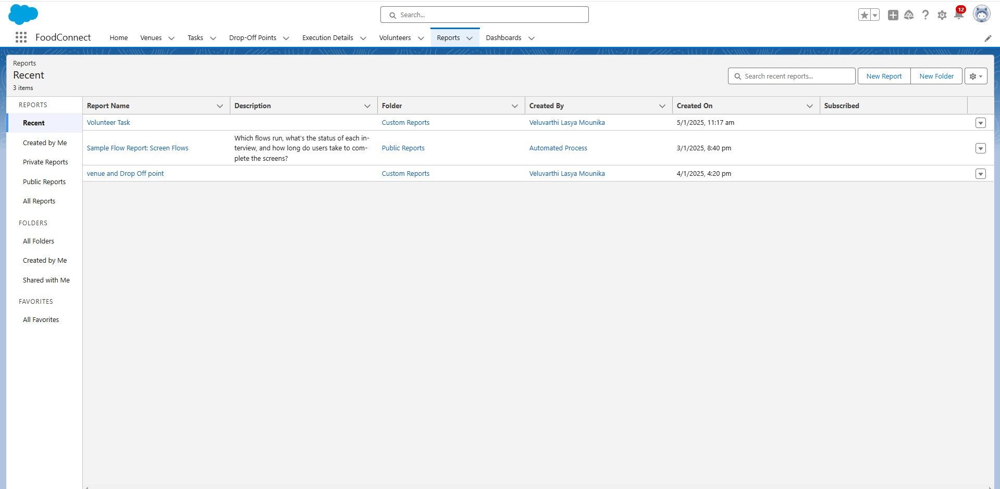 Search...
12
FoodConnect Home Venues Tasks Drop-Off Points Execution Details Volunteers Reports Dashboards
Reports
Recent
3 items
Search recent reports...
New Report New Folder
REPORTS
Recent
Created by Me
Private Reports
Public Reports
All Reports
FOLDERS
All Folders
Created by Me
Shared with Me
FAVORITES
All Favorites
Report Name Description Folder Created By Created On Subscribed
Volunteer Task Custom Reports Veluvarthi Lasya Mounika 5/1/2025, 11:17 am
Which flows run, what's the status of each in-
Sample Flow Report: Screen Flows terview, and how long do users take to com- Public Reports Automated Process 3/1/2025, 8:40 pm
plete the screens?
venue and Drop Off point Custom Reports Veluvarthi Lasya Mounika 4/1/2025, 4:20 pm